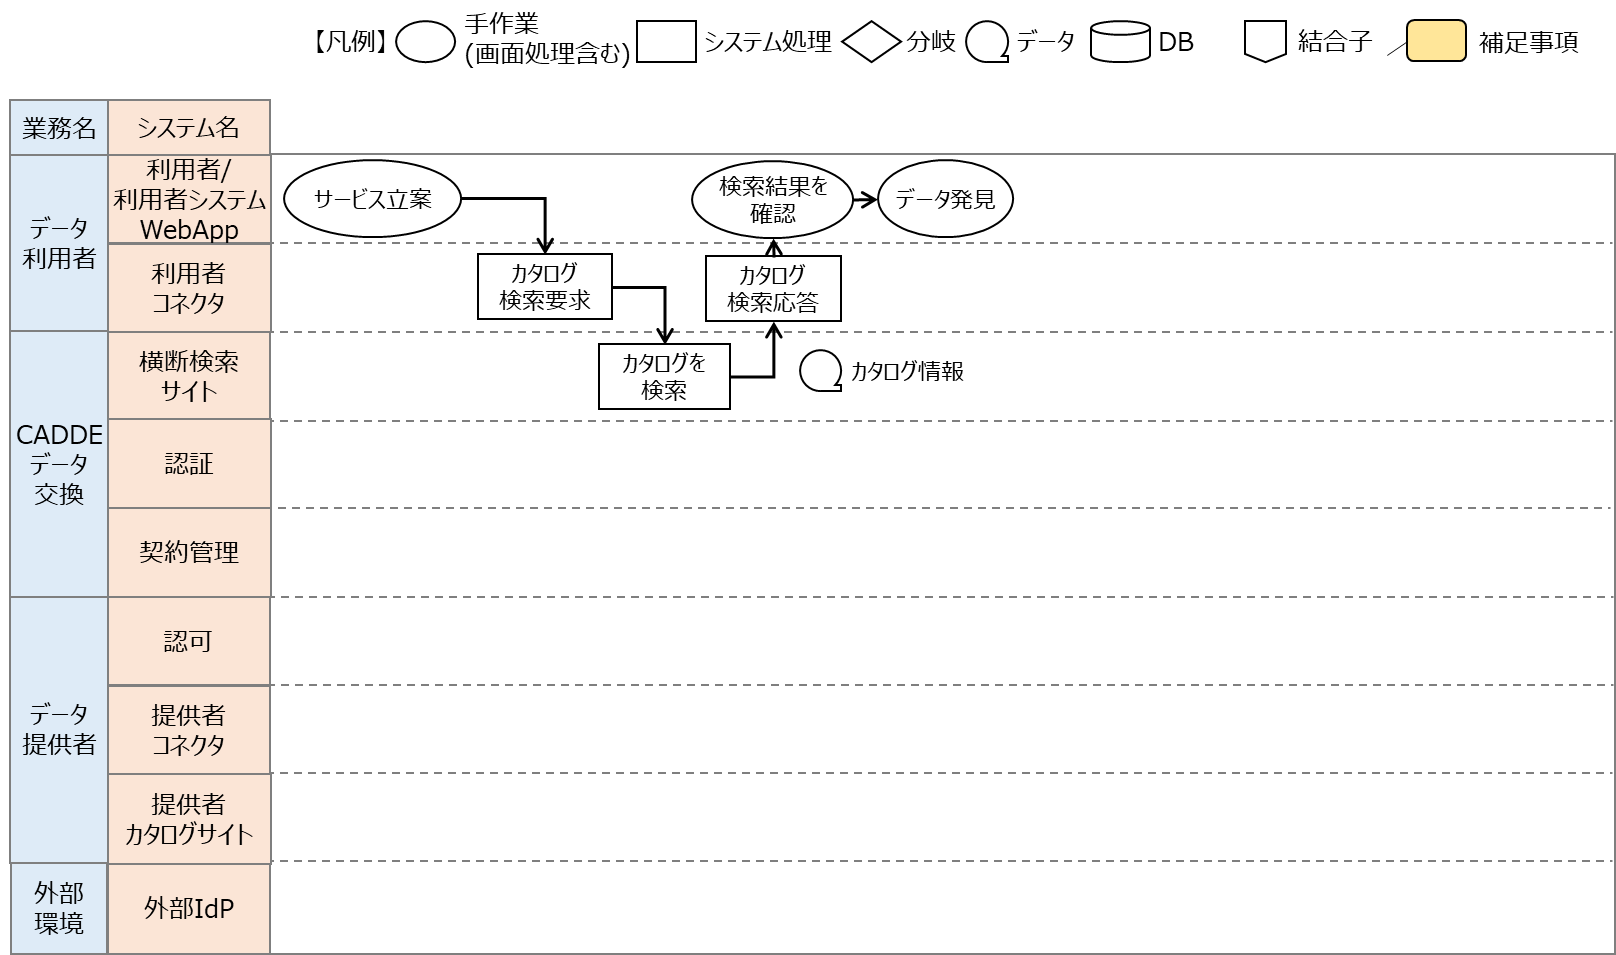 【凡例】
手作業
(画面処理含む)
システム処理
分岐
データ
DB
結合子
補足事項
業務名
システム名
データ
利用者
利用者/
利用者システム
WebApp
サービス立案
検索結果を
確認
データ発見
利用者
コネクタ
カタログ
検索要求
カタログ
検索応答
CADDE
データ
交換
横断検索
サイト
カタログを
検索
カタログ情報
認証
契約管理
データ
提供者
認可
提供者
コネクタ
提供者
カタログサイト
外部
環境
外部IdP